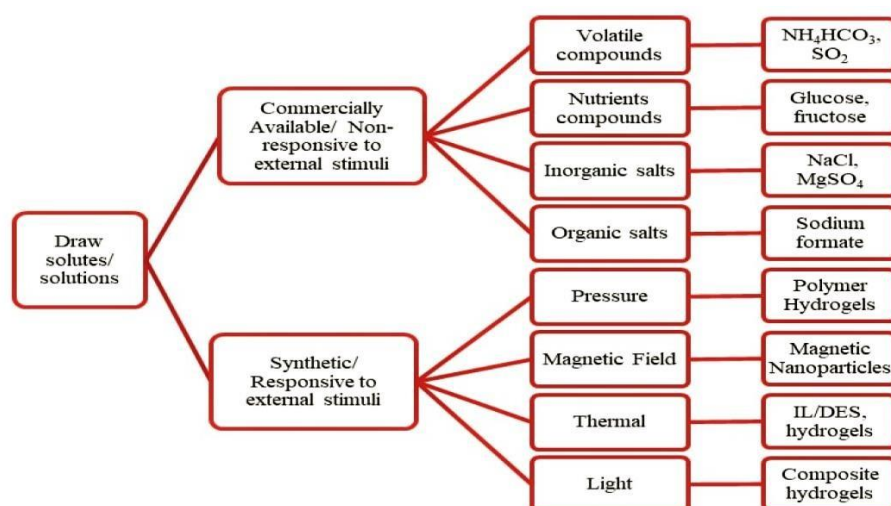 Draw
solutes/
solutions
Commercially
Available/ Non-
responsive to
external stimuli
Volatile
compounds
NH₄HCO₃,
SO₂
Nutrients
compounds
Glucose,
fructose
Inorganic salts
NaCl,
MgSO₄
Organic salts
Sodium
formate
Synthetic/
Responsive to
external stimuli
Pressure
Polymer
Hydrogels
Magnetic Field
Magnetic
Nanoparticles
Thermal
IL/DES,
hydrogels
Light
Composite
hydrogels